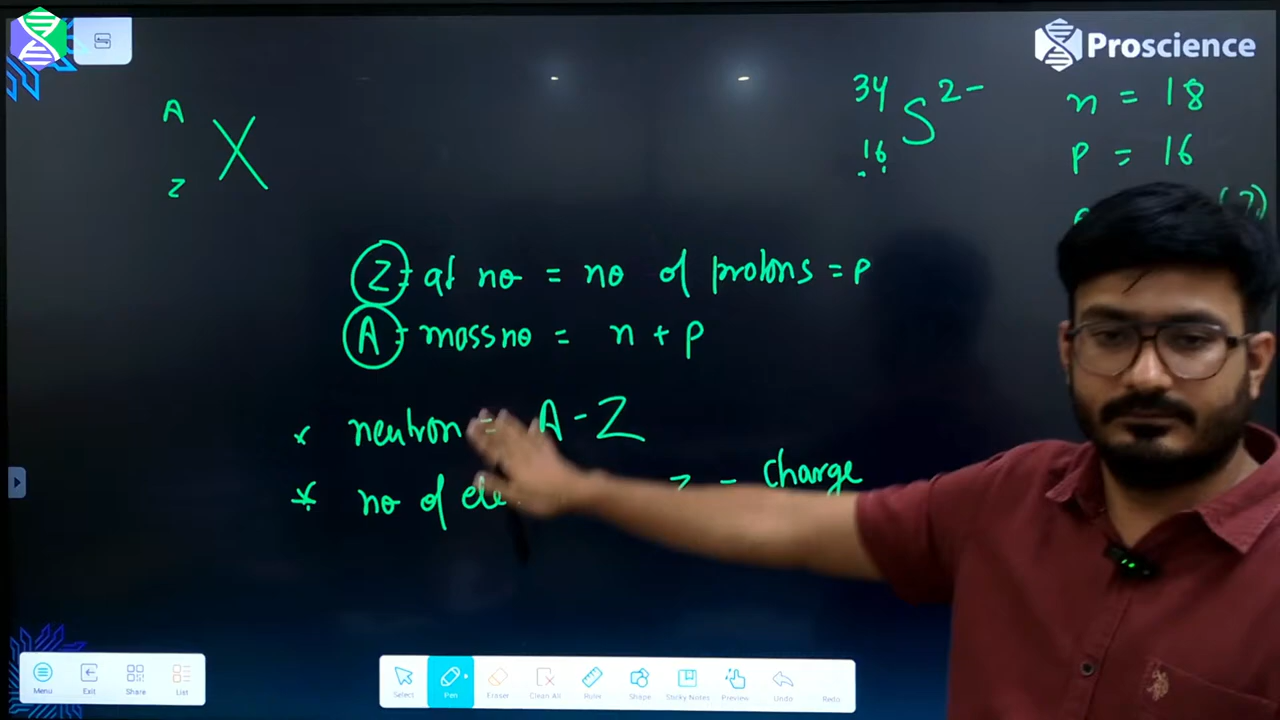 Proscience
A
Z X
34
16 S 2-
n = 18
p = 16
Z - at no = no of protons = p
A - mass no = n + p
* neutron = A - Z
* no of ele Z - Charge
Menu Exit Share List
Select Pen Eraser Clean All Ruler Shape Sticky Notes Preview Undo Redo